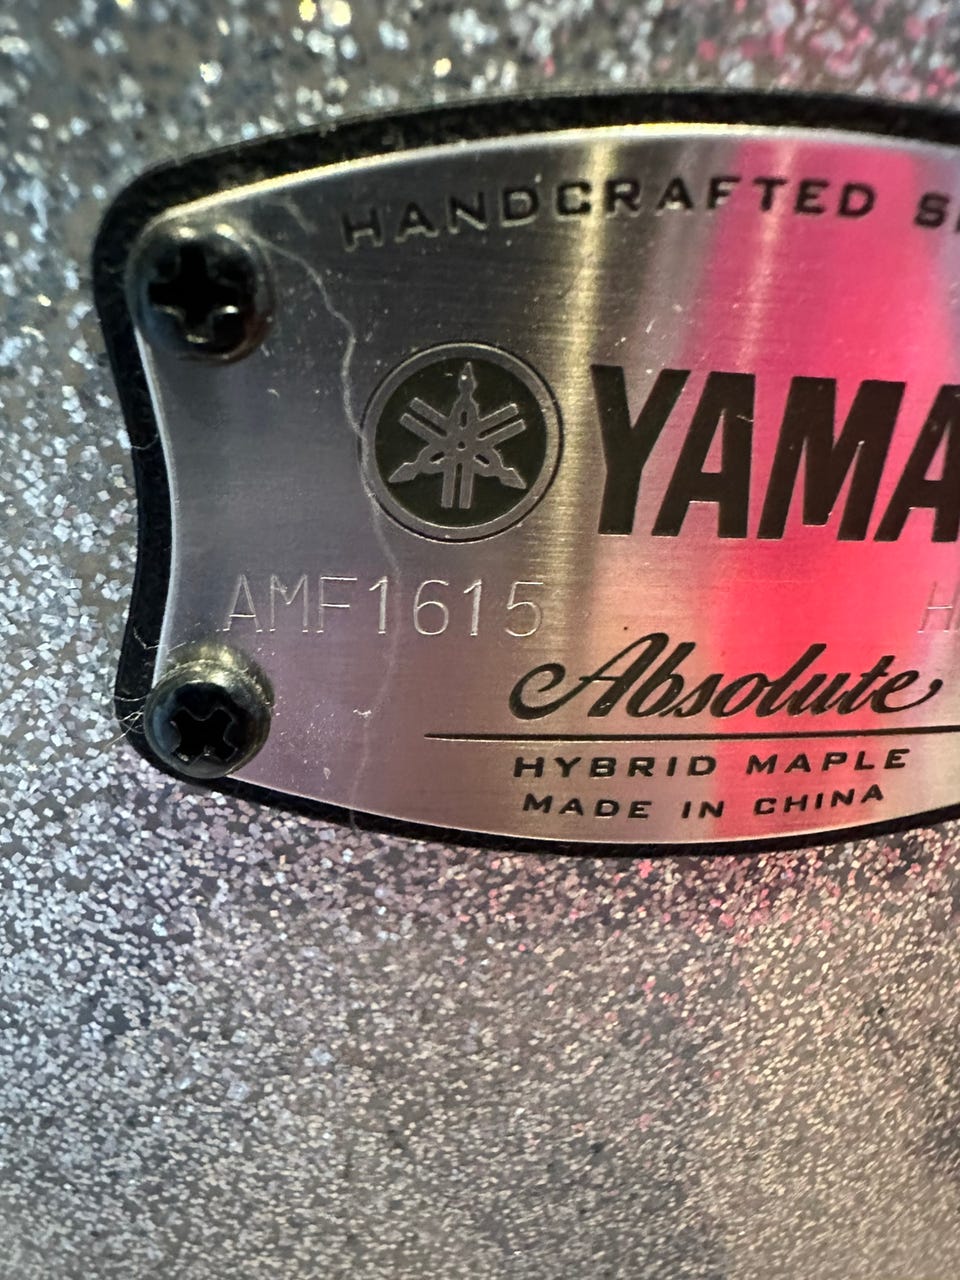 HANDCRAFTED S
YAMA
AMF1615 H
Absolute
HYBRID MAPLE
MADE IN CHINA